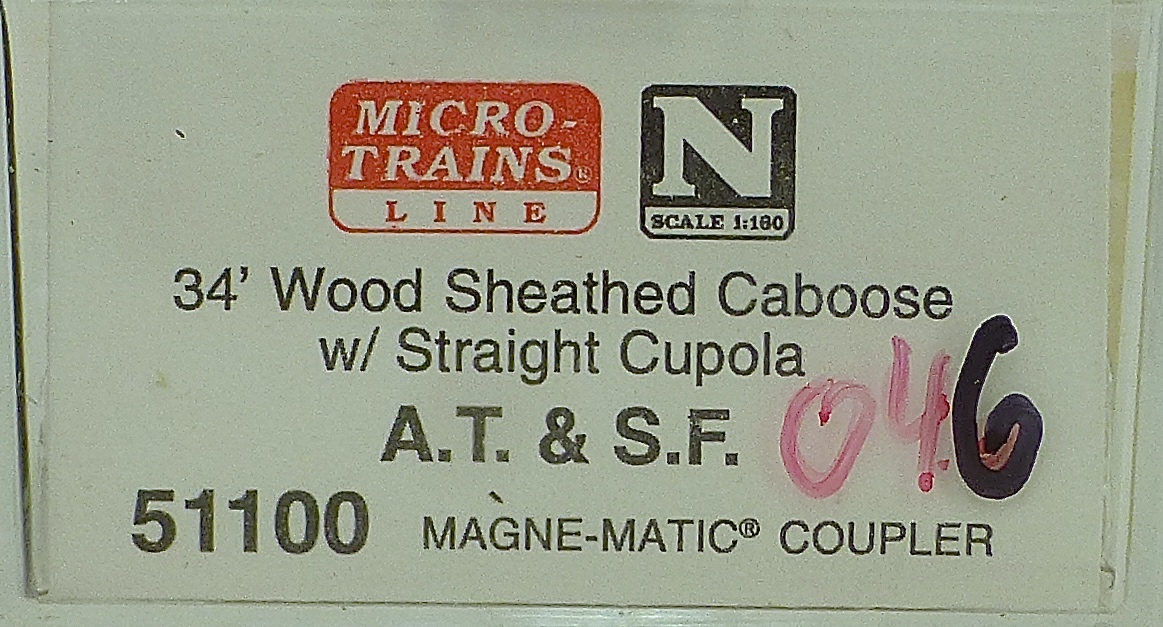 MICRO-
TRAINS®
LINE
N
SCALE 1:160
34' Wood Sheathed Caboose
w/ Straight Cupola
A.T. & S.F.
046
51100 MAGNE-MATIC® COUPLER